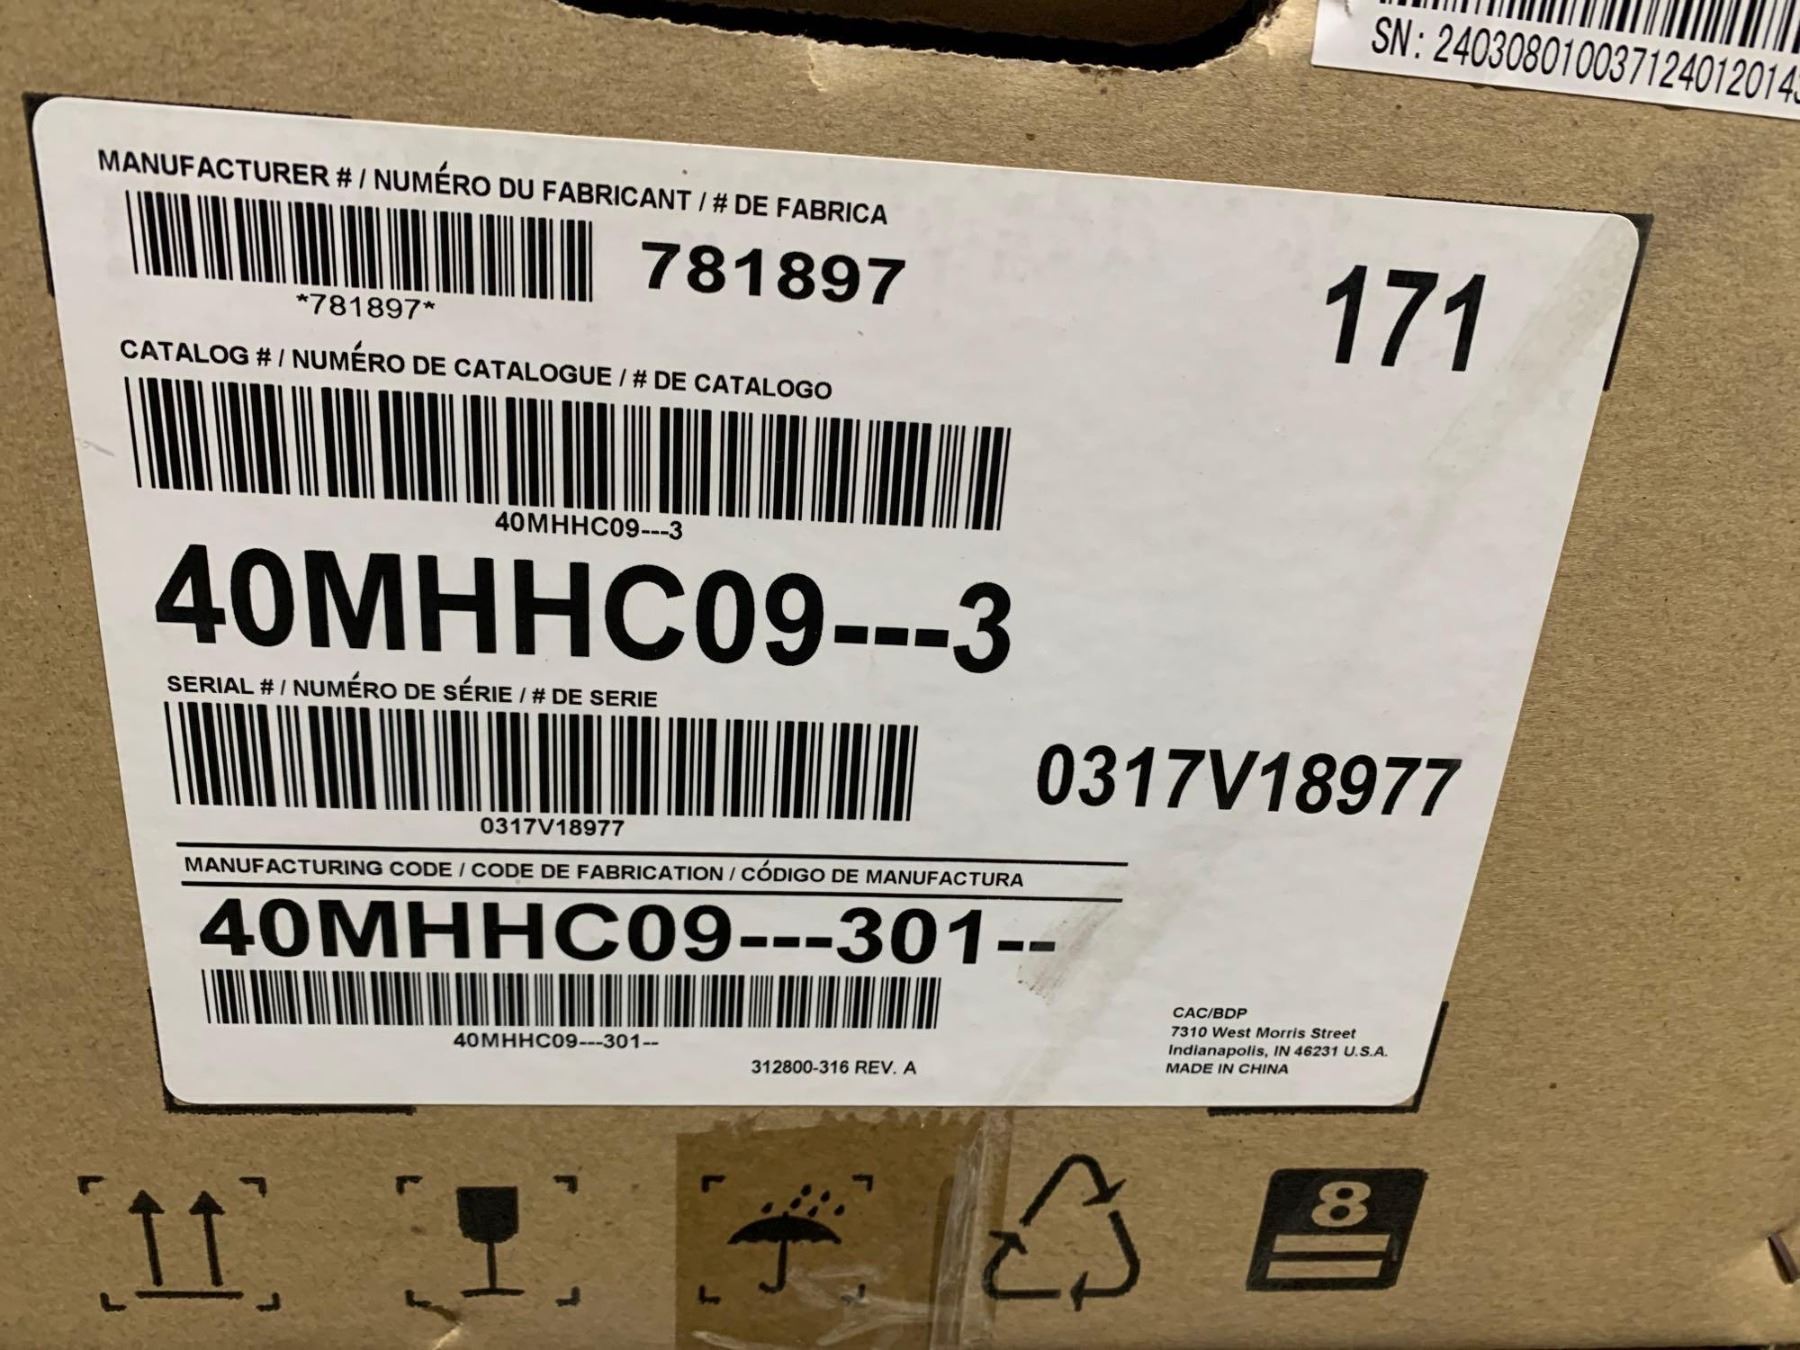 SN: 240308010037124012014
MANUFACTURER # / NUMÉRO DU FABRICANT / # DE FABRICA
781897
*781897*
171
CATALOG # / NUMÉRO DE CATALOGUE / # DE CATALOGO
40MHHC09---3
40MHHC09---3
SERIAL # / NUMÉRO DE SÉRIE / # DE SERIE
0317V18977
0317V18977
MANUFACTURING CODE / CODE DE FABRICATION / CÓDIGO DE MANUFACTURA
40MHHC09---301--
40MHHC09---301--
312800-316 REV. A
CAC/BDP
7310 West Morris Street
Indianapolis, IN 46231 U.S.A.
MADE IN CHINA
8